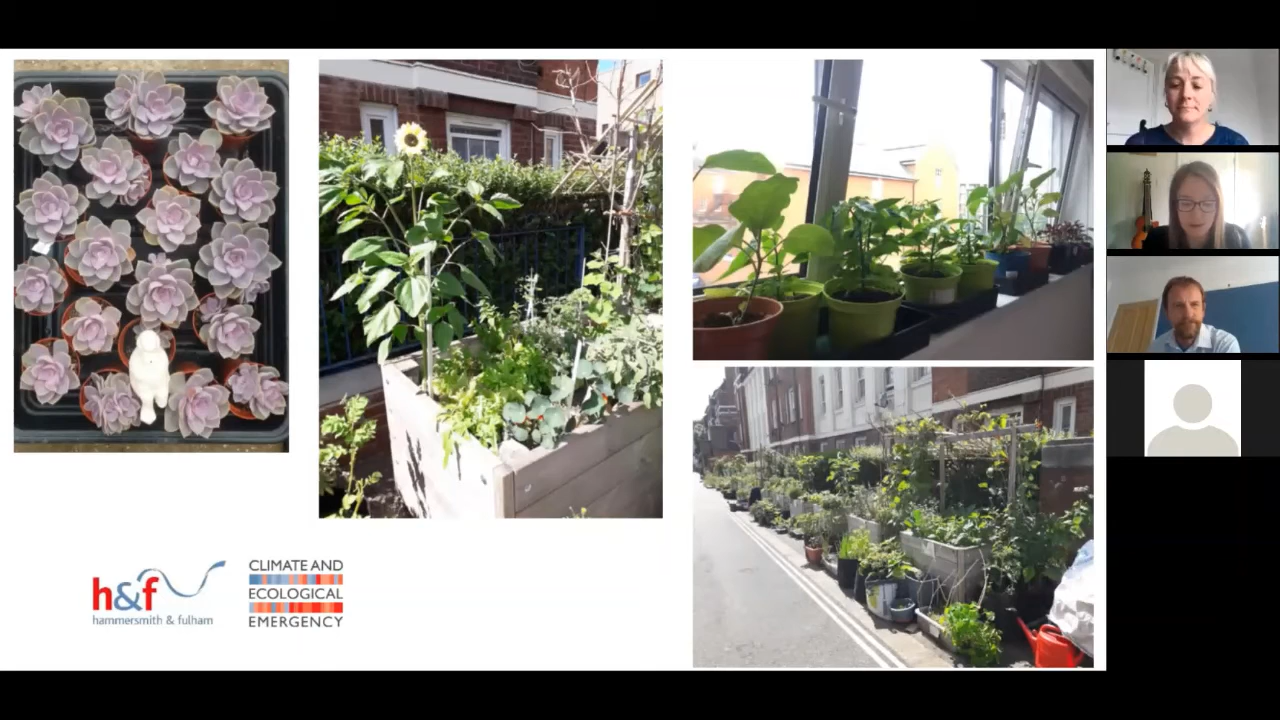 h&f
hammersmith & fulham
CLIMATE AND
ECOLOGICAL
EMERGENCY